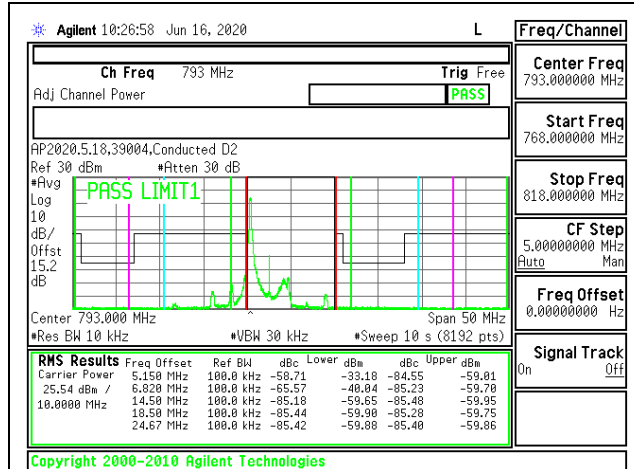 Agilent 10:26:58 Jun 16, 2020 L
Ch Freq 793 MHz Trig Free
Adj Channel Power PASS
AP2020.5.18,39004,Conducted D2
Ref 30 dBm #Atten 30 dB
#Avg
Log
10
dB/
Offst
15.2
dB
PASS LIMIT1
Center 793.000 MHz Span 50 MHz
#Res BW 10 kHz #VBW 30 kHz #Sweep 10 s (8192 pts)
RMS Results Freq Offset Ref BW dBc Lower dBm dBc Upper dBm
Carrier Power 5.150 MHz 100.0 kHz -58.71 -33.18 -84.55 -59.01
25.54 dBm / 6.820 MHz 100.0 kHz -65.57 -40.04 -85.23 -59.70
10.0000 MHz 14.50 MHz 100.0 kHz -85.18 -59.65 -85.48 -59.95
18.50 MHz 100.0 kHz -85.44 -59.90 -85.28 -59.75
24.67 MHz 100.0 kHz -85.42 -59.88 -85.40 -59.86
Copyright 2000-2010 Agilent Technologies
Freq/Channel
Center Freq
793.000000 MHz
Start Freq
768.000000 MHz
Stop Freq
818.000000 MHz
CF Step
5.00000000 MHz
Auto Man
Freq Offset
0.00000000 Hz
Signal Track
On Off